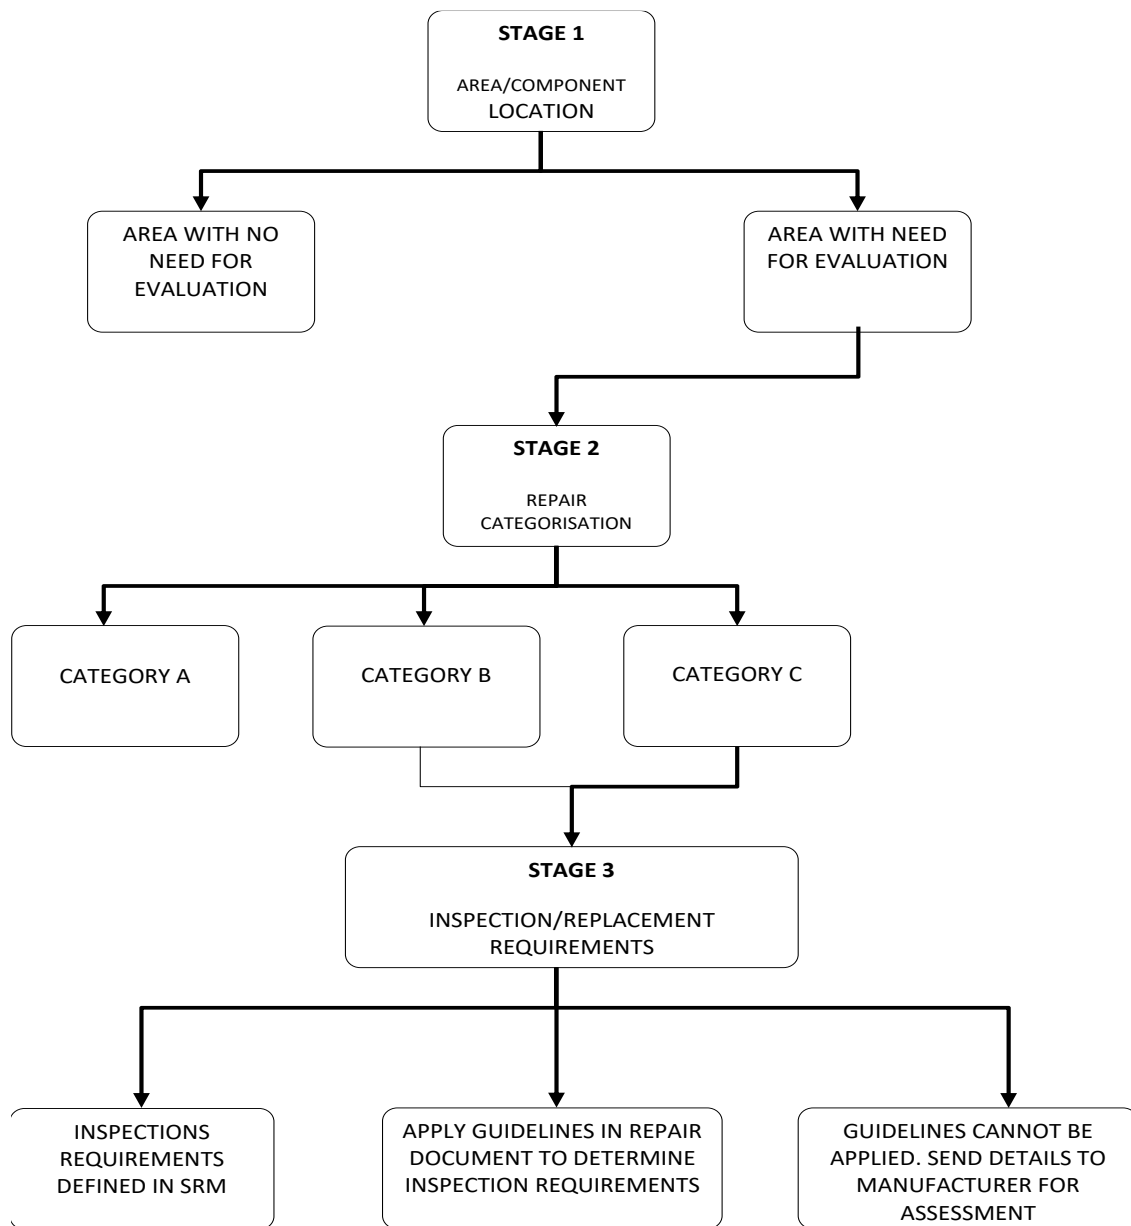 STAGE 1
AREA/COMPONENT
LOCATION
AREA WITH NO
NEED FOR
EVALUATION
AREA WITH NEED
FOR EVALUATION
STAGE 2
REPAIR
CATEGORISATION
CATEGORY A
CATEGORY B
CATEGORY C
STAGE 3
INSPECTION/REPLACEMENT
REQUIREMENTS
INSPECTIONS
REQUIREMENTS
DEFINED IN SRM
APPLY GUIDELINES IN REPAIR
DOCUMENT TO DETERMINE
INSPECTION REQUIREMENTS
GUIDELINES CANNOT BE
APPLIED. SEND DETAILS TO
MANUFACTURER FOR
ASSESSMENT